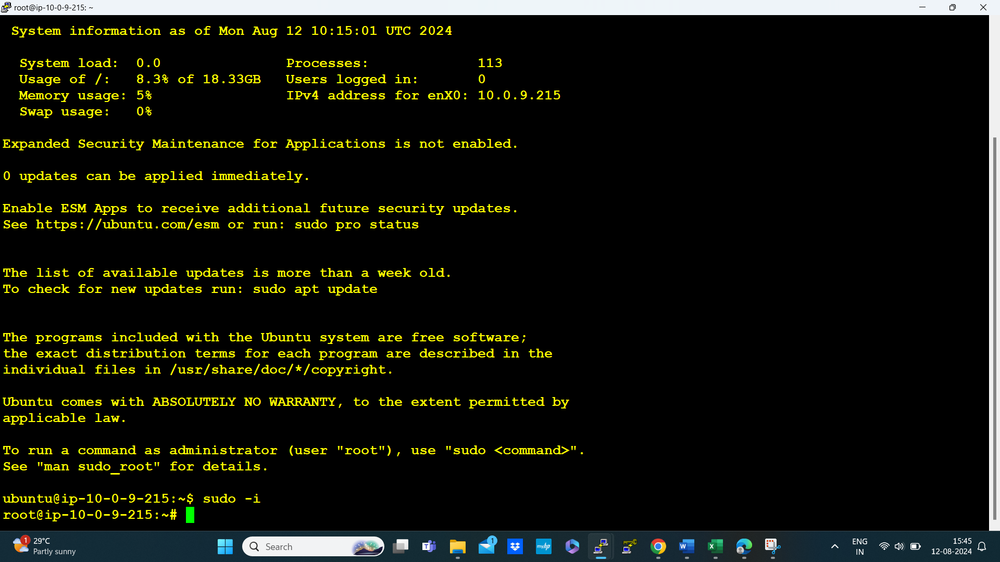 root@ip-10-0-9-215: ~
System information as of Mon Aug 12 10:15:01 UTC 2024
System load:  0.0               Processes:             113
Usage of /:   8.3% of 18.33GB   Users logged in:       0
Memory usage: 5%                IPv4 address for enX0: 10.0.9.215
Swap usage:   0%
Expanded Security Maintenance for Applications is not enabled.
0 updates can be applied immediately.
Enable ESM Apps to receive additional future security updates.
See https://ubuntu.com/esm or run: sudo pro status
The list of available updates is more than a week old.
To check for new updates run: sudo apt update
The programs included with the Ubuntu system are free software;
the exact distribution terms for each program are described in the
individual files in /usr/share/doc/*/copyright.
Ubuntu comes with ABSOLUTELY NO WARRANTY, to the extent permitted by
applicable law.
To run a command as administrator (user "root"), use "sudo <command>".
See "man sudo_root" for details.
ubuntu@ip-10-0-9-215:~$ sudo -i
root@ip-10-0-9-215:~#
1
29°C
Partly sunny
Search
1
myhp
ENG
IN
15:45
12-08-2024